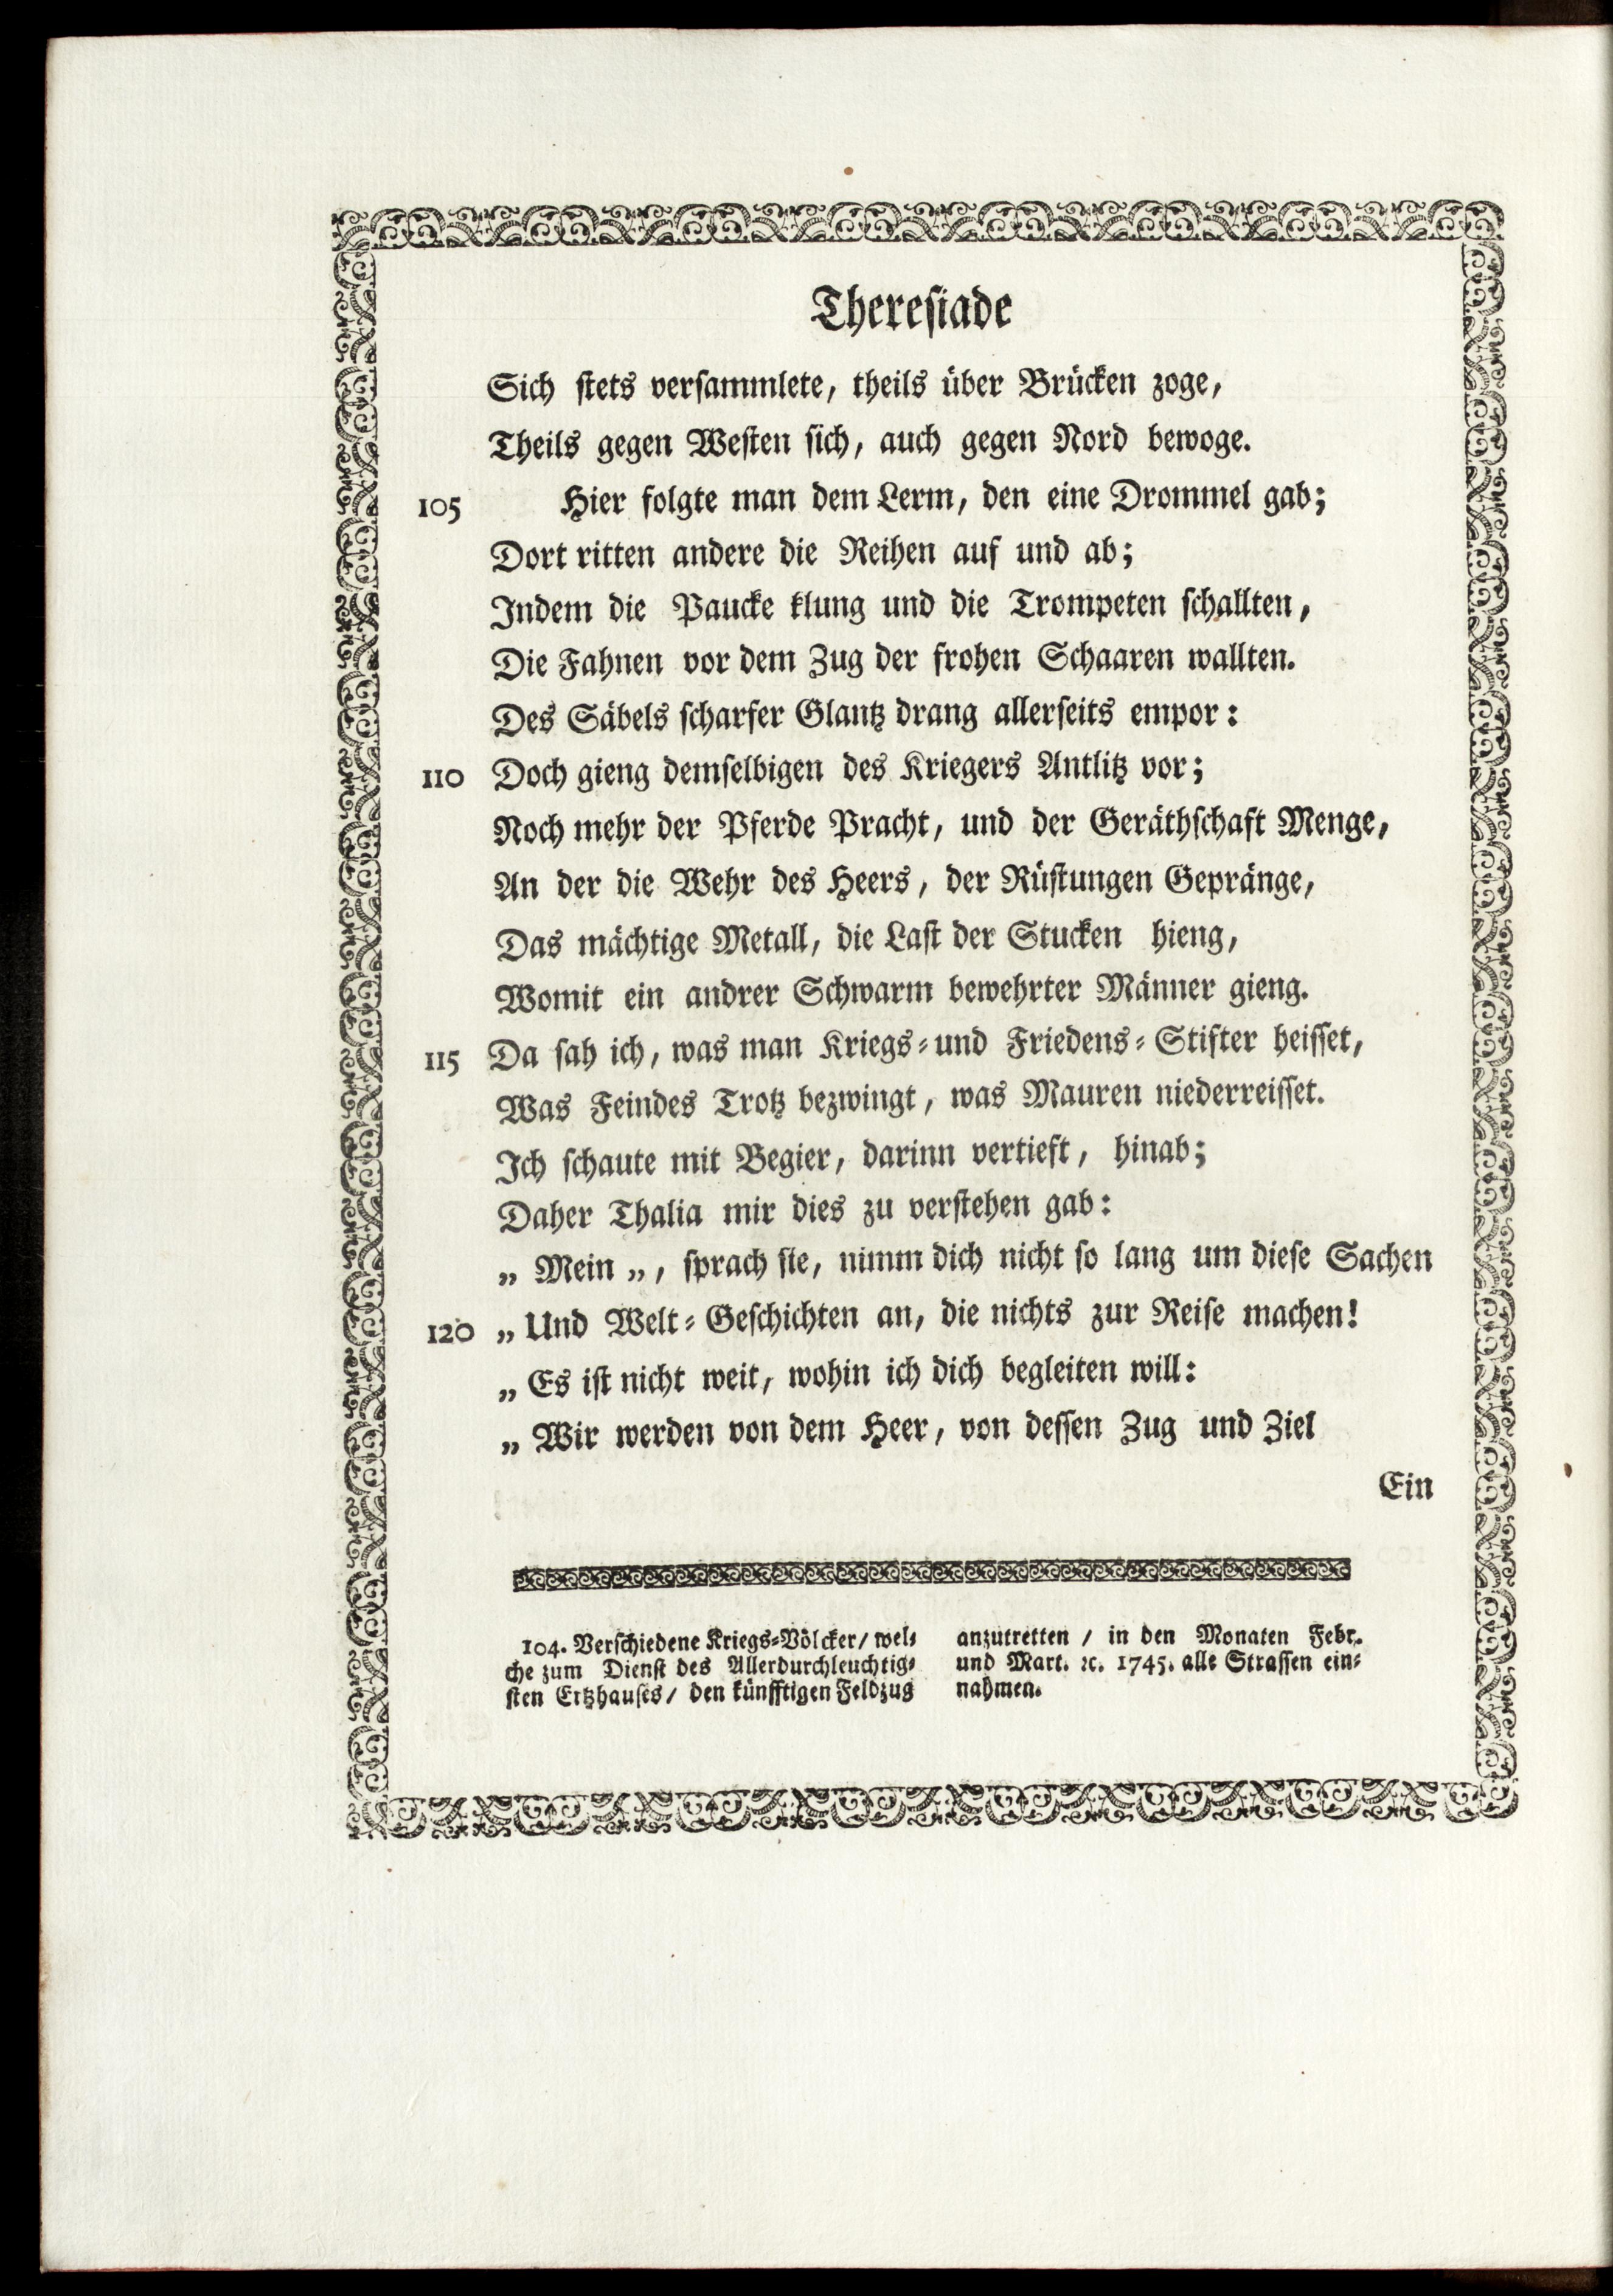 Theresiade
Sich stets versammlete, theils über Brücken zoge,
Theils gegen Westen sich, auch gegen Nord bewoge.
105 Hier folgte man dem Lerm, den eine Drommel gab;
Dort ritten andere die Reihen auf und ab;
Indem die Paucke klung und die Trompeten schallten,
Die Fahnen vor dem Zug der frohen Schaaren wallten.
Des Säbels scharfer Glantz drang allerseits empor:
110 Doch gieng demselbigen des Kriegers Antlitz vor;
Noch mehr der Pferde Pracht, und der Geräthschaft Menge,
An der die Wehr des Heers, der Rüstungen Gepränge,
Das mächtige Metall, die Last der Stucken hieng,
Womit ein andrer Schwarm bewehrter Männer gieng.
115 Da sah ich, was man Kriegs-und Friedens-Stifter heisset,
Was Feindes Trotz bezwingt, was Mauren niederreisset.
Ich schaute mit Begier, darinn vertieft, hinab;
Daher Thalia mir dies zu verstehen gab:
„ Mein „, sprach sie, nimm dich nicht so lang um diese Sachen
120 „ Und Welt-Geschichten an, die nichts zur Reise machen!
„ Es ist nicht weit, wohin ich dich begleiten will:
„ Wir werden von dem Heer, von dessen Zug und Ziel
Ein
104. Verschiedene Kriegs-Völcker/ wel-
che zum Dienst des Allerdurchleuchtig-
sten Ertzhauses/ den künfftigen Feldzug
anzutretten / in den Monaten Febr.
und Mart. ꝛc. 1745. alle Strassen ein-
nahmen.